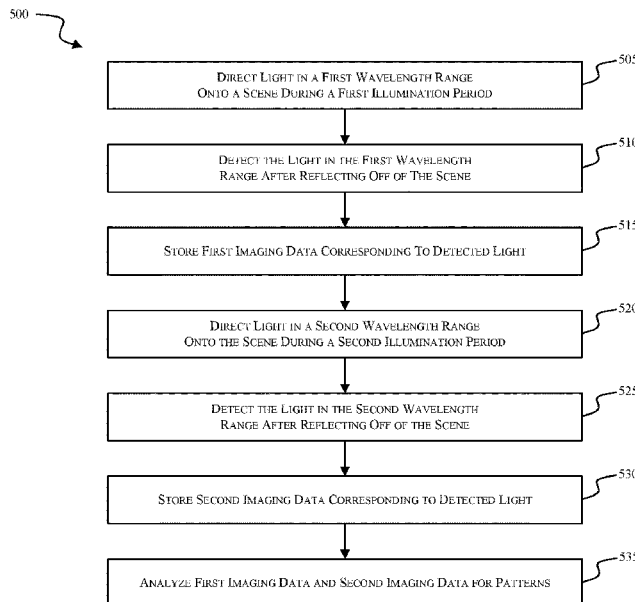 500
505
DIRECT LIGHT IN A FIRST WAVELENGTH RANGE
ONTO A SCENE DURING A FIRST ILLUMINATION PERIOD
510
DETECT THE LIGHT IN THE FIRST WAVELENGTH
RANGE AFTER REFLECTING OFF OF THE SCENE
515
STORE FIRST IMAGING DATA CORRESPONDING TO DETECTED LIGHT
520
DIRECT LIGHT IN A SECOND WAVELENGTH RANGE
ONTO THE SCENE DURING A SECOND ILLUMINATION PERIOD
525
DETECT THE LIGHT IN THE SECOND WAVELENGTH
RANGE AFTER REFLECTING OFF OF THE SCENE
530
STORE SECOND IMAGING DATA CORRESPONDING TO DETECTED LIGHT
535
ANALYZE FIRST IMAGING DATA AND SECOND IMAGING DATA FOR PATTERNS